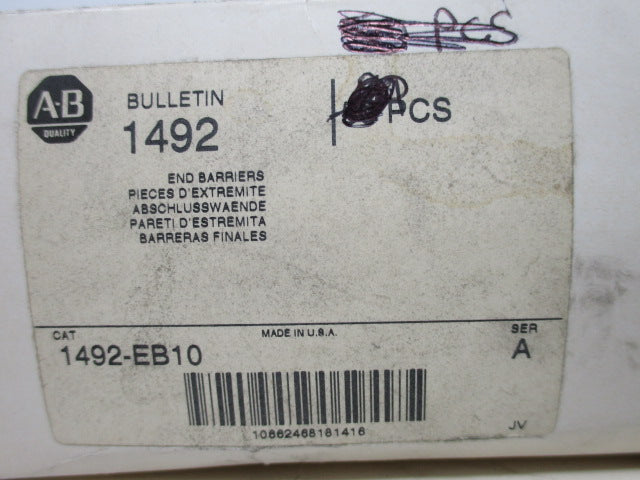 PCS
A-B
QUALITY
BULLETIN
1492
PCS
END BARRIERS
PIECES D'EXTREMITE
ABSCHLUSSWAENDE
PARETI D'ESTREMITA
BARRERAS FINALES
CAT
MADE IN U.S.A.
SER
1492-EB10
A
10662468181416
JV